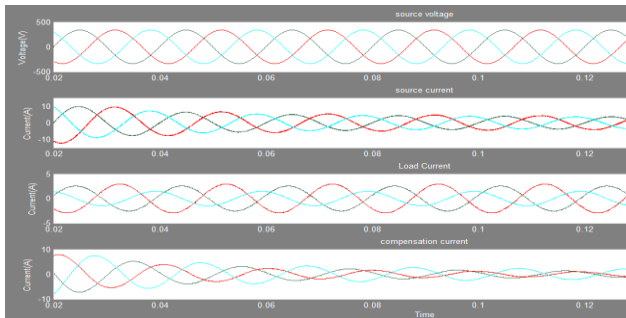 source voltage
Voltage(V)
500
0
-500
0.02 0.04 0.06 0.08 0.1 0.12
source current
Current(A)
10
0
-10
0.02 0.04 0.06 0.08 0.1 0.12
Load Current
Current(A)
5
0
-5
0.02 0.04 0.06 0.08 0.1 0.12
compensation current
Current(A)
10
0
-10
0.02 0.04 0.06 0.08 0.1 0.12
Time